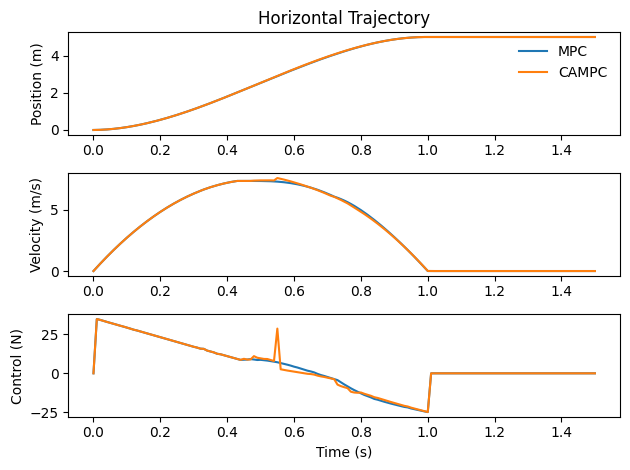 Horizontal Trajectory
Position (m)
4
2
0
MPC
CAMPC
0.0 0.2 0.4 0.6 0.8 1.0 1.2 1.4
Velocity (m/s)
5
0
0.0 0.2 0.4 0.6 0.8 1.0 1.2 1.4
Control (N)
25
0
−25
0.0 0.2 0.4 0.6 0.8 1.0 1.2 1.4
Time (s)